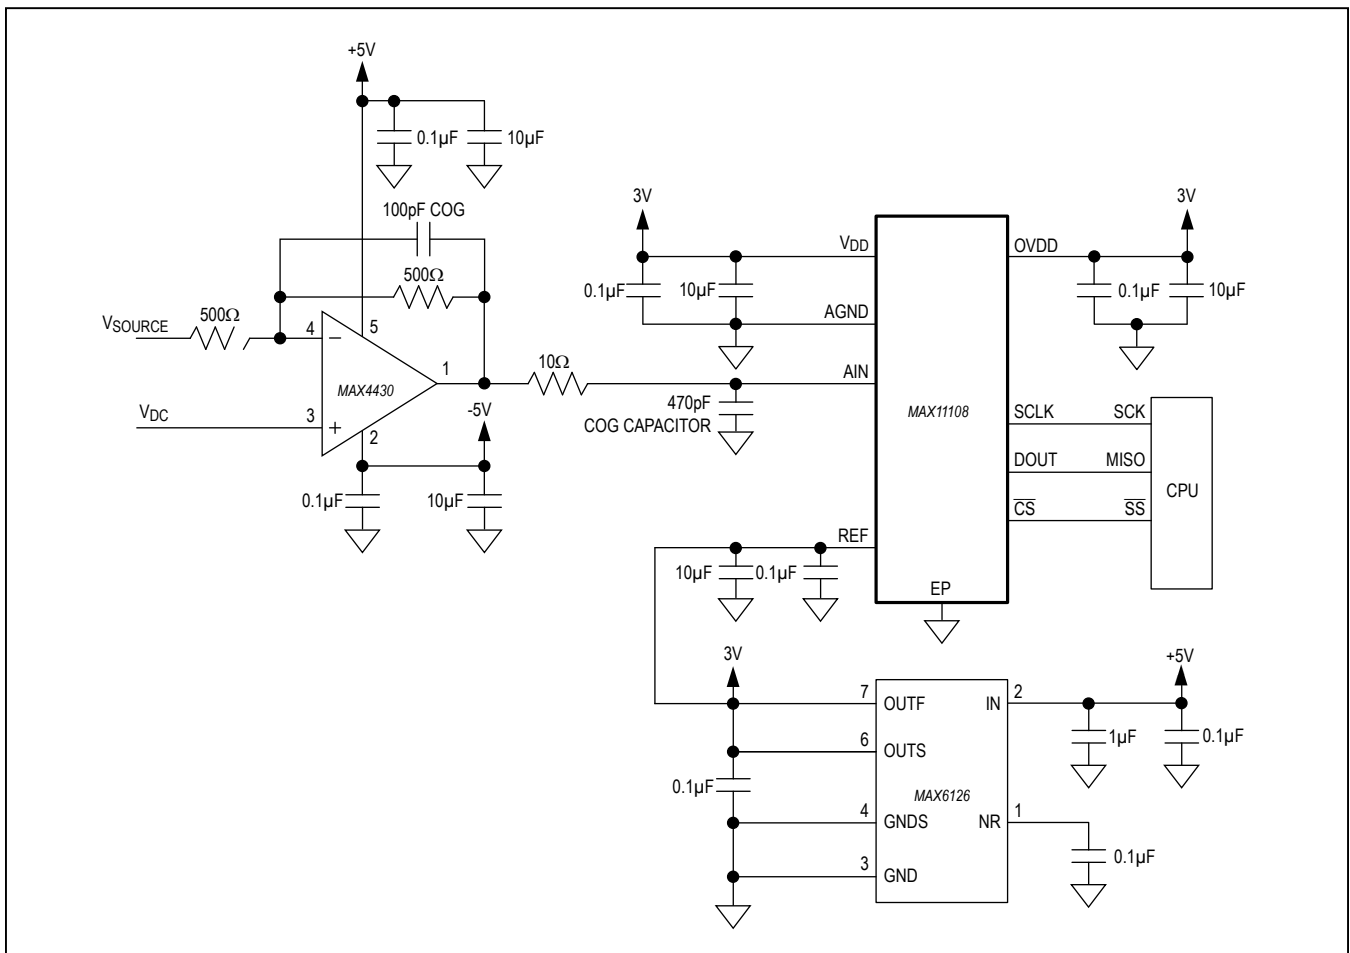 +5V
0.1µF
10µF
100pF COG
500Ω
VSOURCE
500Ω
4
5
1
MAX4430
VDC
3
2
-5V
0.1µF
10µF
10Ω
470pF
COG CAPACITOR
3V
0.1µF
10µF
VDD
AGND
AIN
MAX11108
REF
EP
OVDD
3V
0.1µF
10µF
SCLK
SCK
DOUT
MISO
CS
SS
CPU
10µF
0.1µF
3V
0.1µF
7
OUTF
6
OUTS
4
GNDS
3
GND
MAX6126
IN
2
NR
1
+5V
1µF
0.1µF
0.1µF